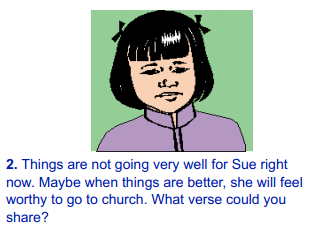 2. Things are not going very well for Sue right
now. Maybe when things are better, she will feel
worthy to go to church. What verse could you
share?